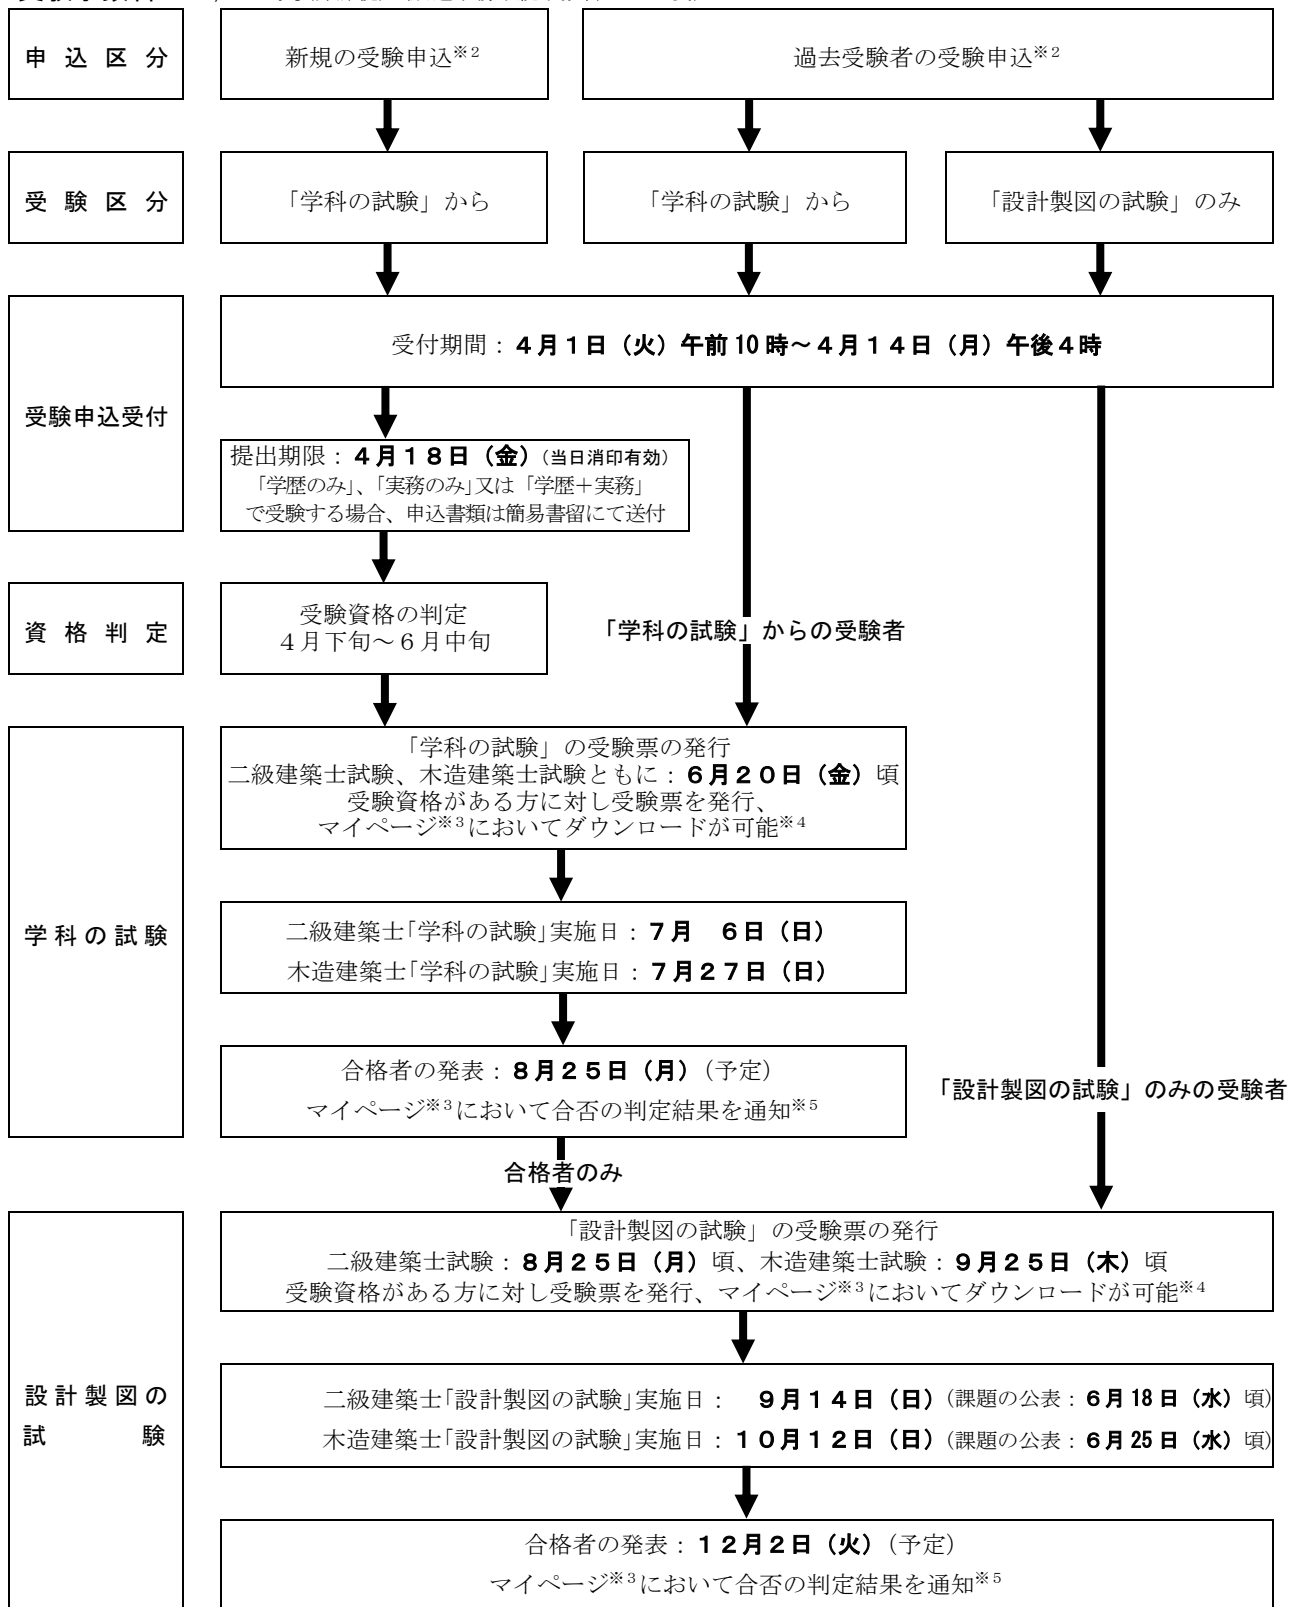 申込区分
新規の受験申込※2
過去受験者の受験申込※2
受験区分
「学科の試験」から
「学科の試験」から
「設計製図の試験」のみ
受験申込受付
受付期間：４月１日（火）午前10時～４月１４日（月）午後４時
提出期限：４月１８日（金）（当日消印有効）
「学歴のみ」、「実務のみ」又は「学歴＋実務」
で受験する場合、申込書類は簡易書留にて送付
資格判定
受験資格の判定
４月下旬～６月中旬
「学科の試験」からの受験者
学科の試験
「学科の試験」の受験票の発行
二級建築士試験、木造建築士試験ともに：６月２０日（金）頃
受験資格がある方に対し受験票を発行、
マイページ※3においてダウンロードが可能※4
二級建築士「学科の試験」実施日：７月　６日（日）
木造建築士「学科の試験」実施日：７月２７日（日）
合格者の発表：８月２５日（月）（予定）
マイページ※3において合否の判定結果を通知※5
「設計製図の試験」のみの受験者
合格者のみ
設計製図の
試験
「設計製図の試験」の受験票の発行
二級建築士試験：８月２５日（月）頃、木造建築士試験：９月２５日（木）頃
受験資格がある方に対し受験票を発行、マイページ※3においてダウンロードが可能※4
二級建築士「設計製図の試験」実施日：　９月１４日（日）（課題の公表：６月18日（水）頃）
木造建築士「設計製図の試験」実施日：１０月１２日（日）（課題の公表：６月25日（水）頃）
合格者の発表：１２月２日（火）（予定）
マイページ※3において合否の判定結果を通知※5